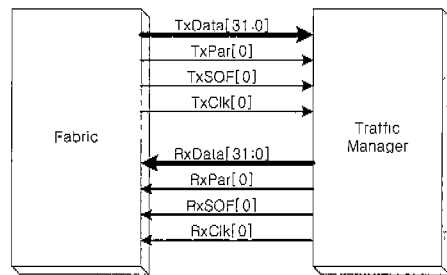 TxData[31:0]
TxPar[0]
TxSOF[0]
TxClk[0]
Fabric
Traffic
Manager
RxData[31:0]
RxPar[0]
RxSOF[0]
RxClk[0]